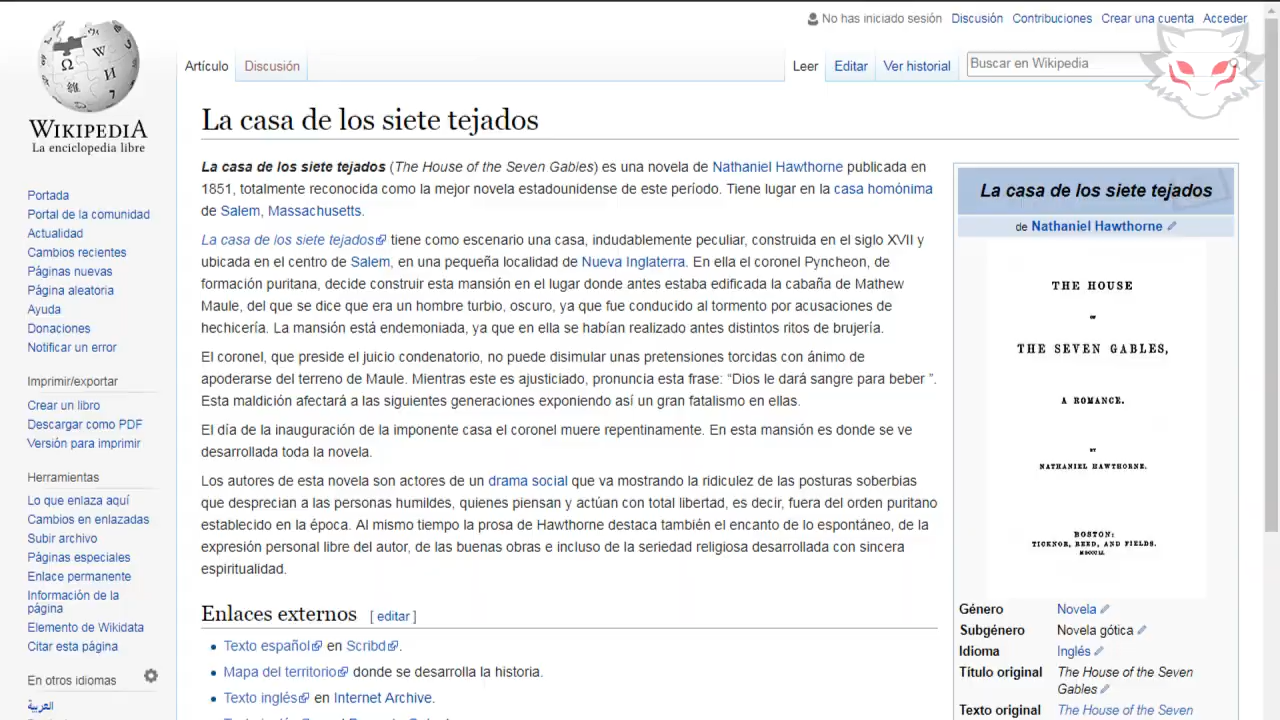 No has iniciado sesión Discusión Contribuciones Crear una cuenta Acceder
Artículo Discusión Leer Editar Ver historial Buscar en Wikipedia
WIKIPEDIA
La enciclopedia libre
Portada
Portal de la comunidad
Actualidad
Cambios recientes
Páginas nuevas
Página aleatoria
Ayuda
Donaciones
Notificar un error
Imprimir/exportar
Crear un libro
Descargar como PDF
Versión para imprimir
Herramientas
Lo que enlaza aquí
Cambios en enlazadas
Subir archivo
Páginas especiales
Enlace permanente
Información de la
página
Elemento de Wikidata
Citar esta página
En otros idiomas
العربية
La casa de los siete tejados
La casa de los siete tejados (The House of the Seven Gables) es una novela de Nathaniel Hawthorne publicada en
1851, totalmente reconocida como la mejor novela estadounidense de este período. Tiene lugar en la casa homónima
de Salem, Massachusetts.
La casa de los siete tejados tiene como escenario una casa, indudablemente peculiar, construida en el siglo XVII y
ubicada en el centro de Salem, en una pequeña localidad de Nueva Inglaterra. En ella el coronel Pyncheon, de
formación puritana, decide construir esta mansión en el lugar donde antes estaba edificada la cabaña de Mathew
Maule, del que se dice que era un hombre turbio, oscuro, ya que fue conducido al tormento por acusaciones de
hechicería. La mansión está endemoniada, ya que en ella se habían realizado antes distintos ritos de brujería.
El coronel, que preside el juicio condenatorio, no puede disimular unas pretensiones torcidas con ánimo de
apoderarse del terreno de Maule. Mientras este es ajusticiado, pronuncia esta frase: “Dios le dará sangre para beber ”.
Esta maldición afectará a las siguientes generaciones exponiendo así un gran fatalismo en ellas.
El día de la inauguración de la imponente casa el coronel muere repentinamente. En esta mansión es donde se ve
desarrollada toda la novela.
Los autores de esta novela son actores de un drama social que va mostrando la ridiculez de las posturas soberbias
que desprecian a las personas humildes, quienes piensan y actúan con total libertad, es decir, fuera del orden puritano
establecido en la época. Al mismo tiempo la prosa de Hawthorne destaca también el encanto de lo espontáneo, de la
expresión personal libre del autor, de las buenas obras e incluso de la seriedad religiosa desarrollada con sincera
espiritualidad.
Enlaces externos [ editar ]
Texto español en Scribd.
Mapa del territorio donde se desarrolla la historia.
Texto inglés en Internet Archive.
La casa de los siete tejados
de Nathaniel Hawthorne
THE HOUSE
OF
THE SEVEN GABLES,
A ROMANCE.
BY
NATHANIEL HAWTHORNE.
BOSTON:
TICKNOR, REED, AND FIELDS.
MDCCCLI.
Género Novela
Subgénero Novela gótica
Idioma Inglés
Título original The House of the Seven
Gables
Texto original The House of the Seven